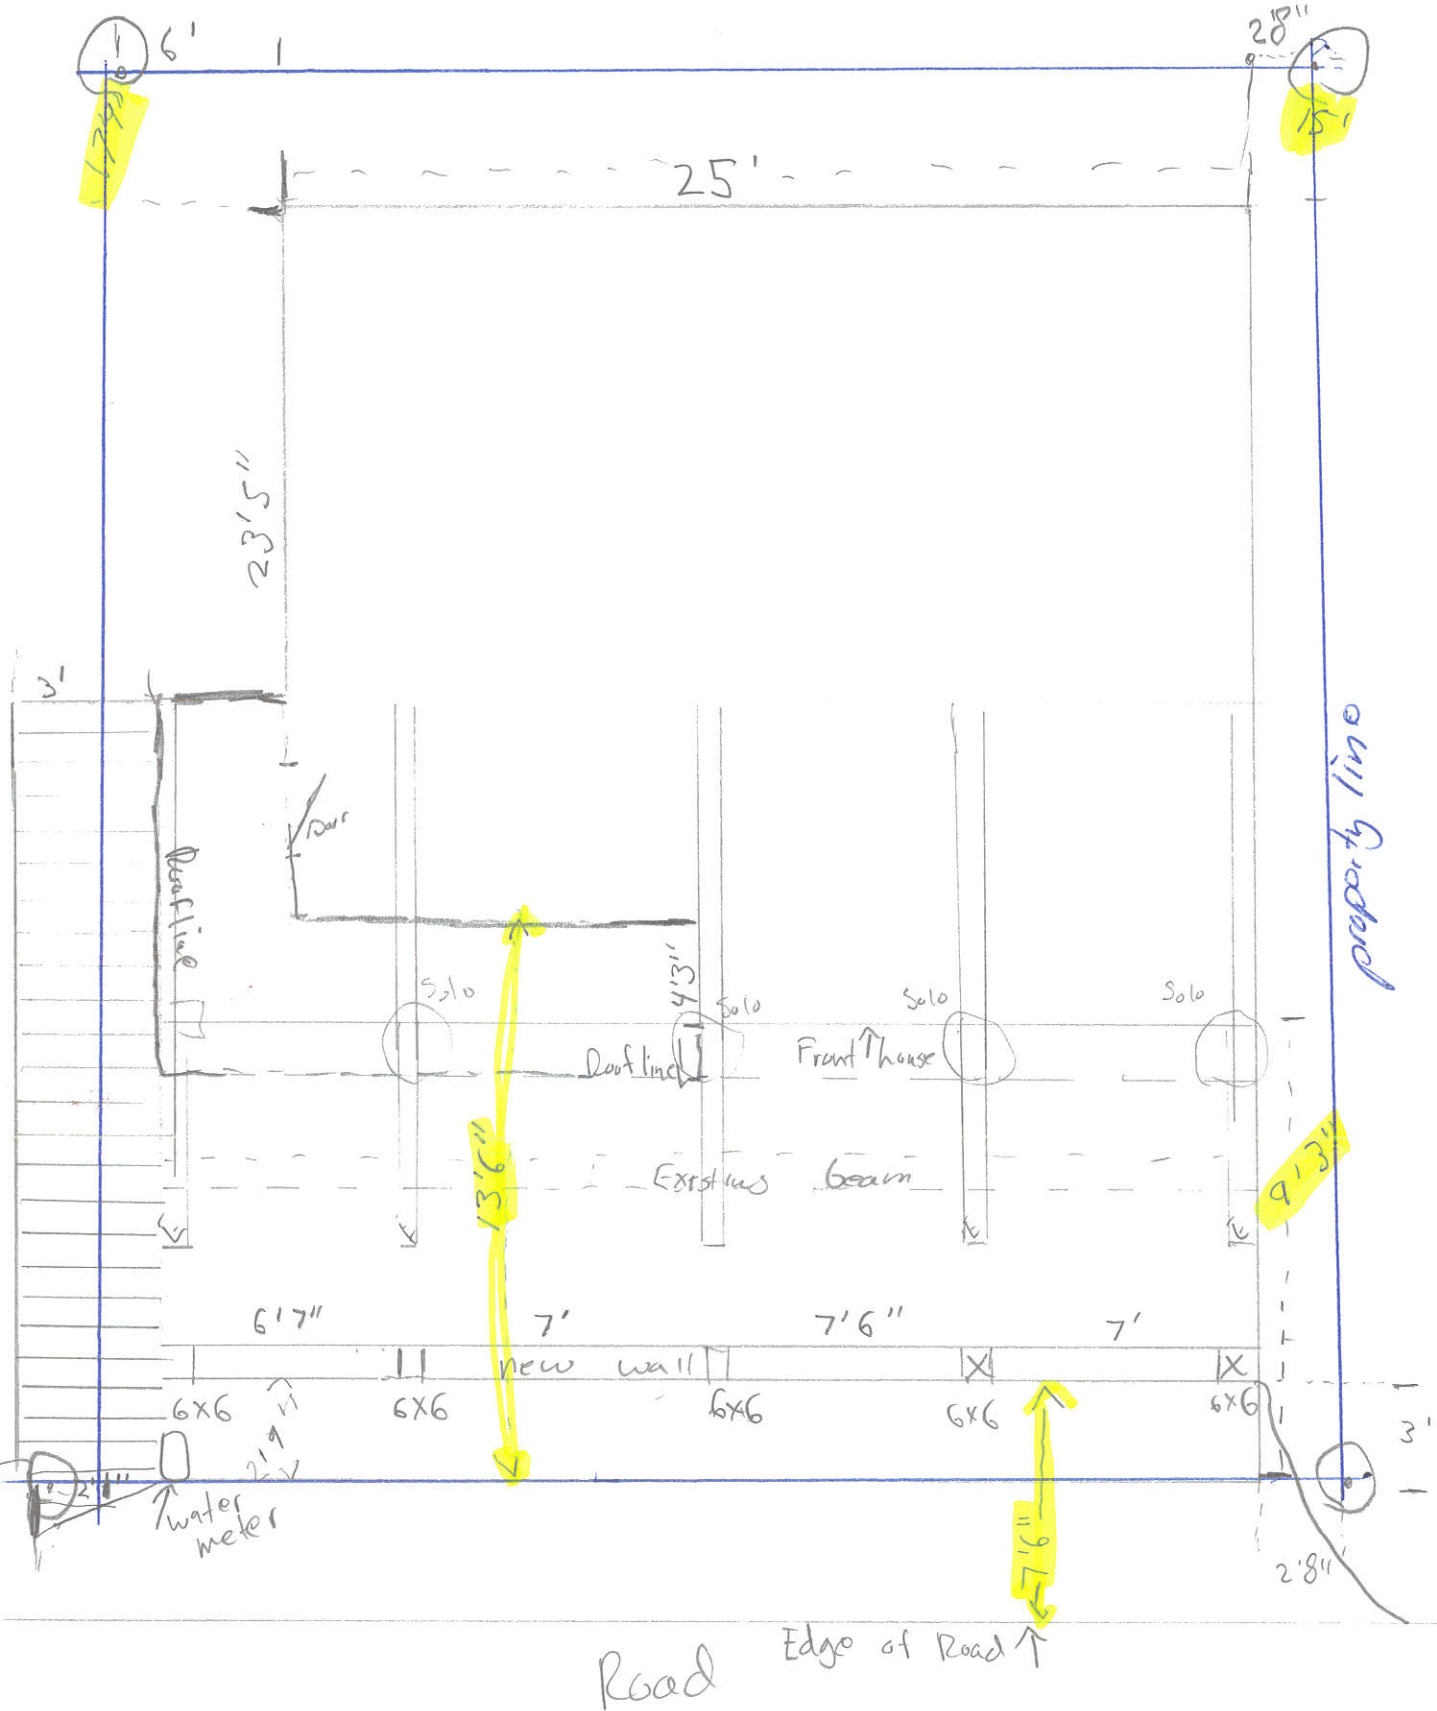 6'
2'8"
17'9"
15'
25'
23'5"
3'
Door
Roofline
property line
Solo
Solo
Solo
Solo
4'3"
Roofline
Front house
13'6"
Existing beam
9'3"
6'7"
7'
7'6"
7'
new wall
X
X
6x6
6x6
6x6
6x6
6x6
2'9"
3'
water
meter
7'6"
2'8"
Edge of Road
Road